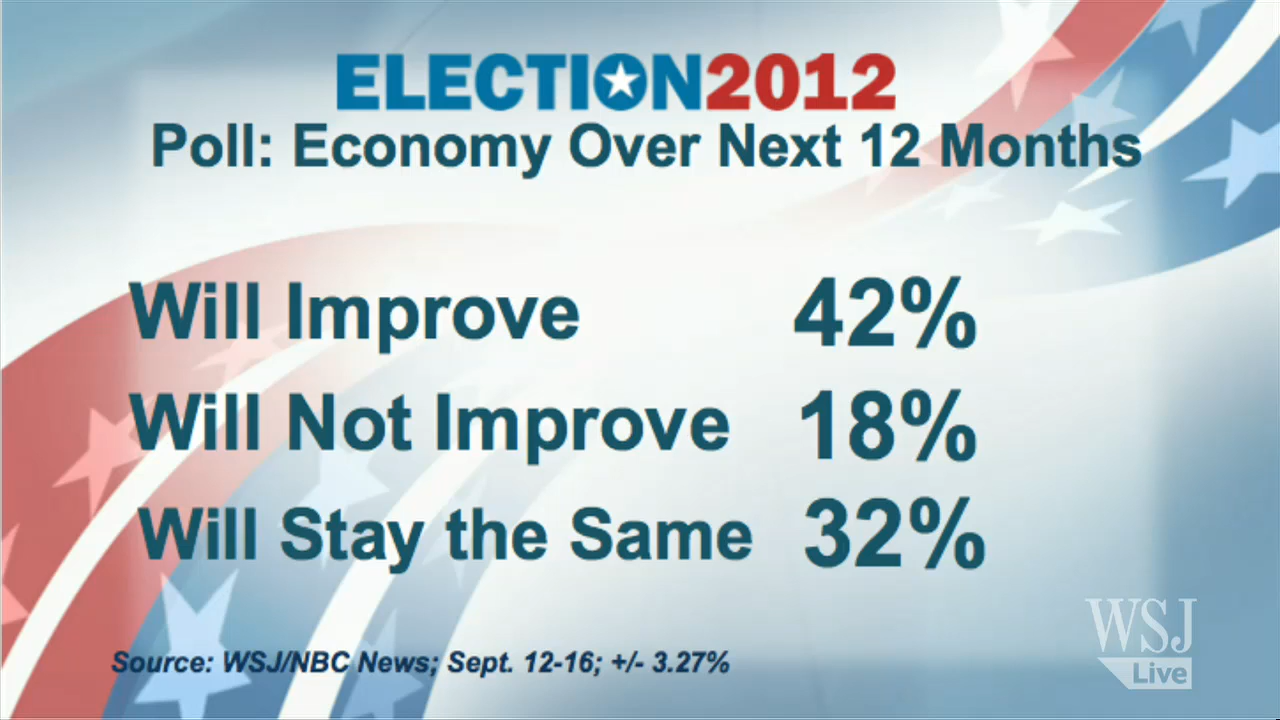 ELECTION2012
Poll: Economy Over Next 12 Months
Will Improve 42%
Will Not Improve 18%
Will Stay the Same 32%
Source: WSJ/NBC News; Sept. 12-16; +/- 3.27%
WSJ
Live